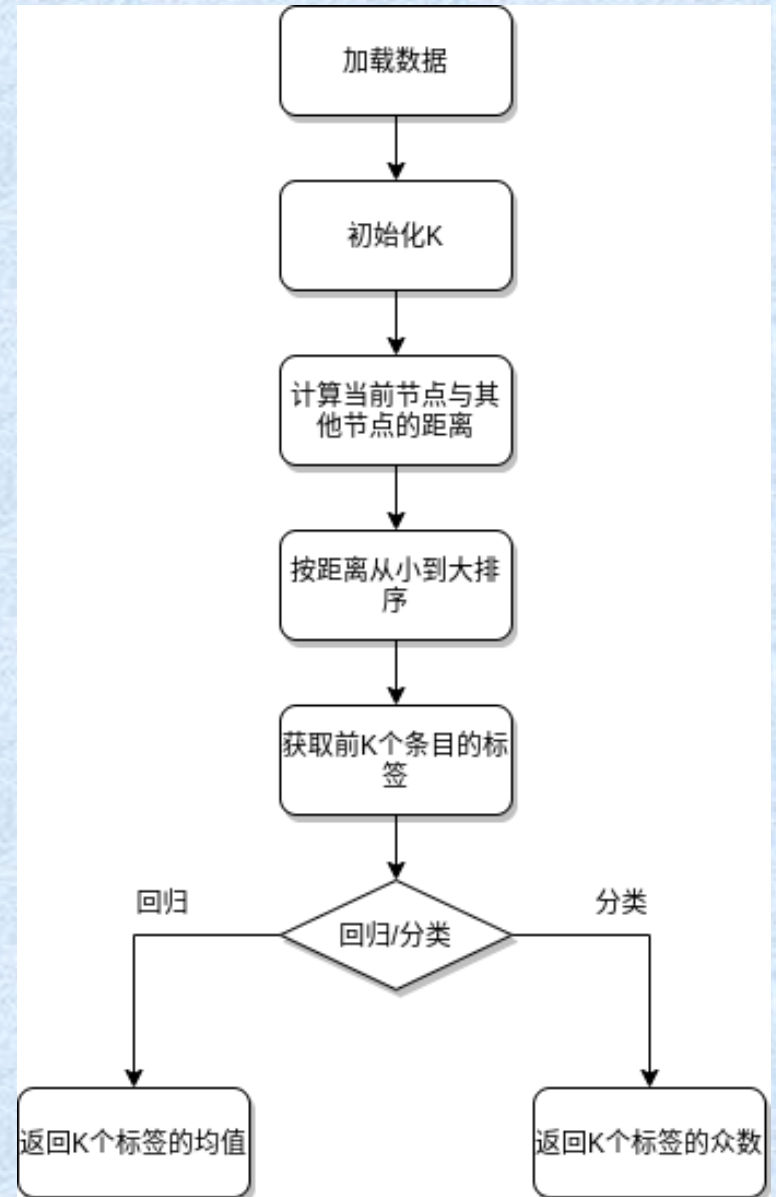 加载数据
初始化K
计算当前节点与其
他节点的距离
按距离从小到大排
序
获取前K个条目的标
签
回归
分类
回归/分类
返回K个标签的均值
返回K个标签的众数